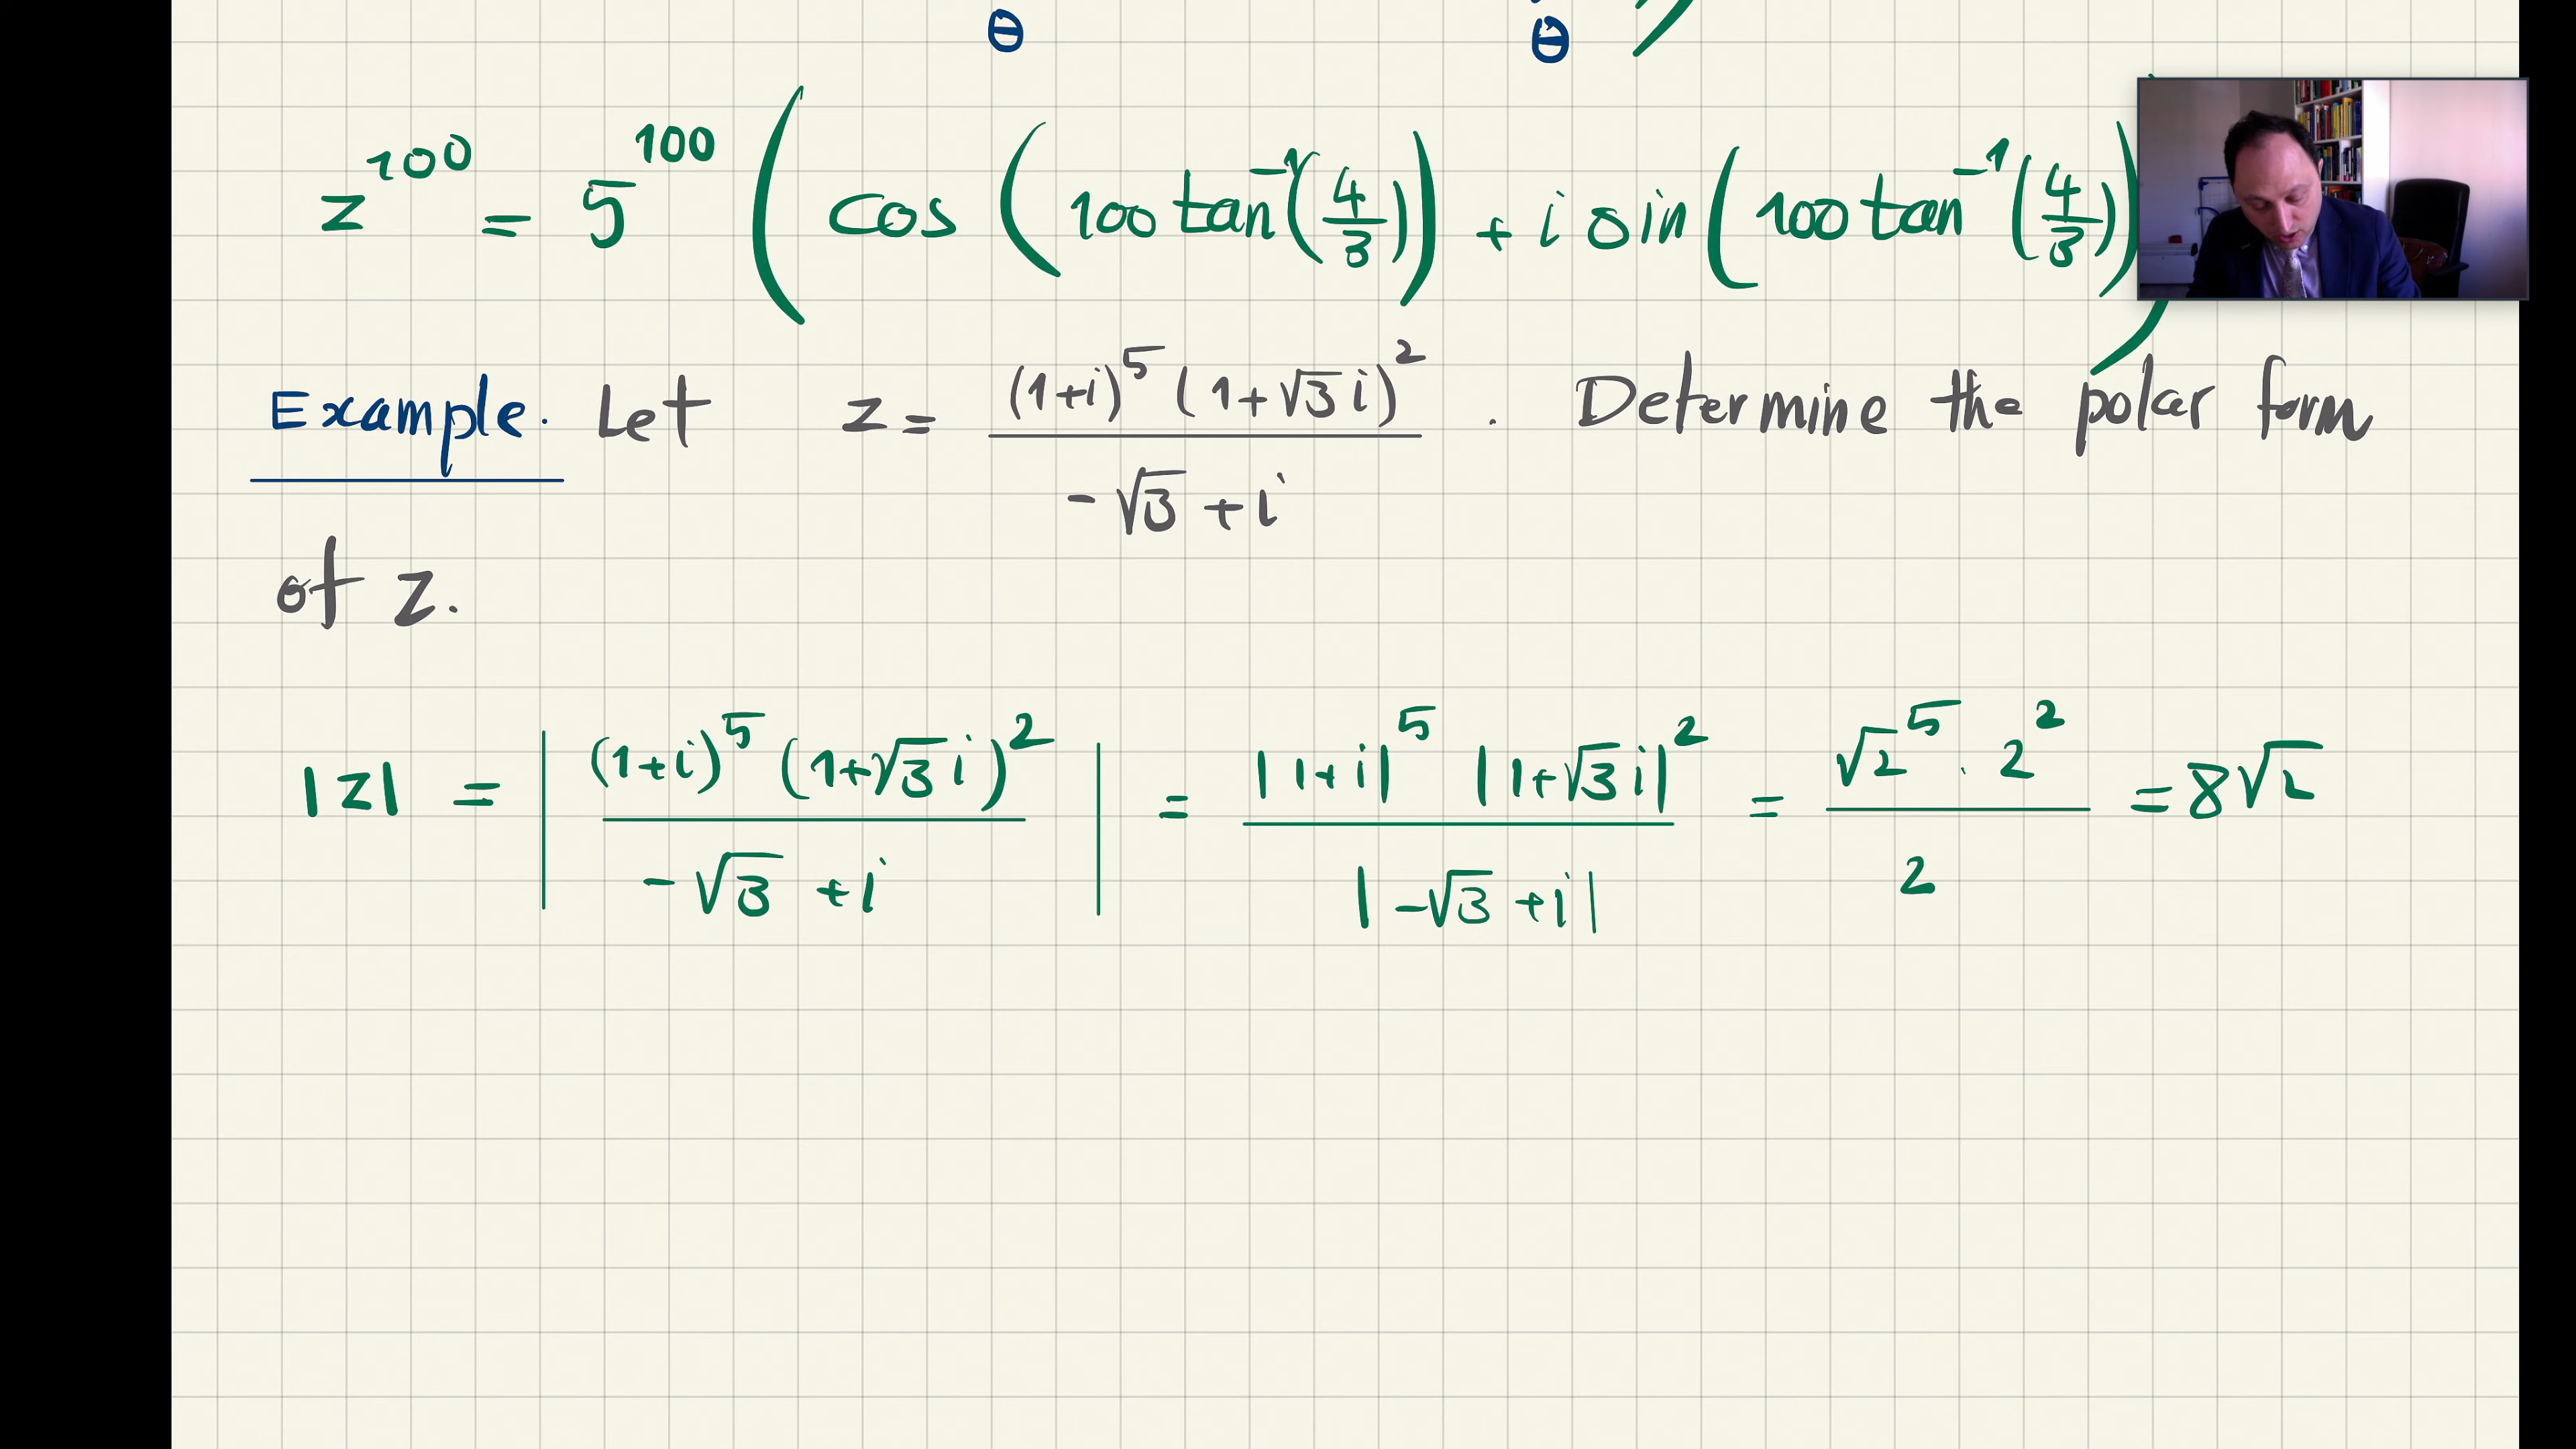 θ θ )
z^100 = 5^100 ( cos ( 100 tan^-1 (4/3) ) + i sin ( 100 tan^-1 (4/3) ) )
Example. Let z = (1+i)^5 (1+√3 i)^2 / (-√3 + i) . Determine the polar form
of z.
|z| = | (1+i)^5 (1+√3 i)^2 / (-√3 + i) | = |1+i|^5 |1+√3 i|^2 / |-√3 + i| = √2^5 · 2^2 / 2 = 8√2